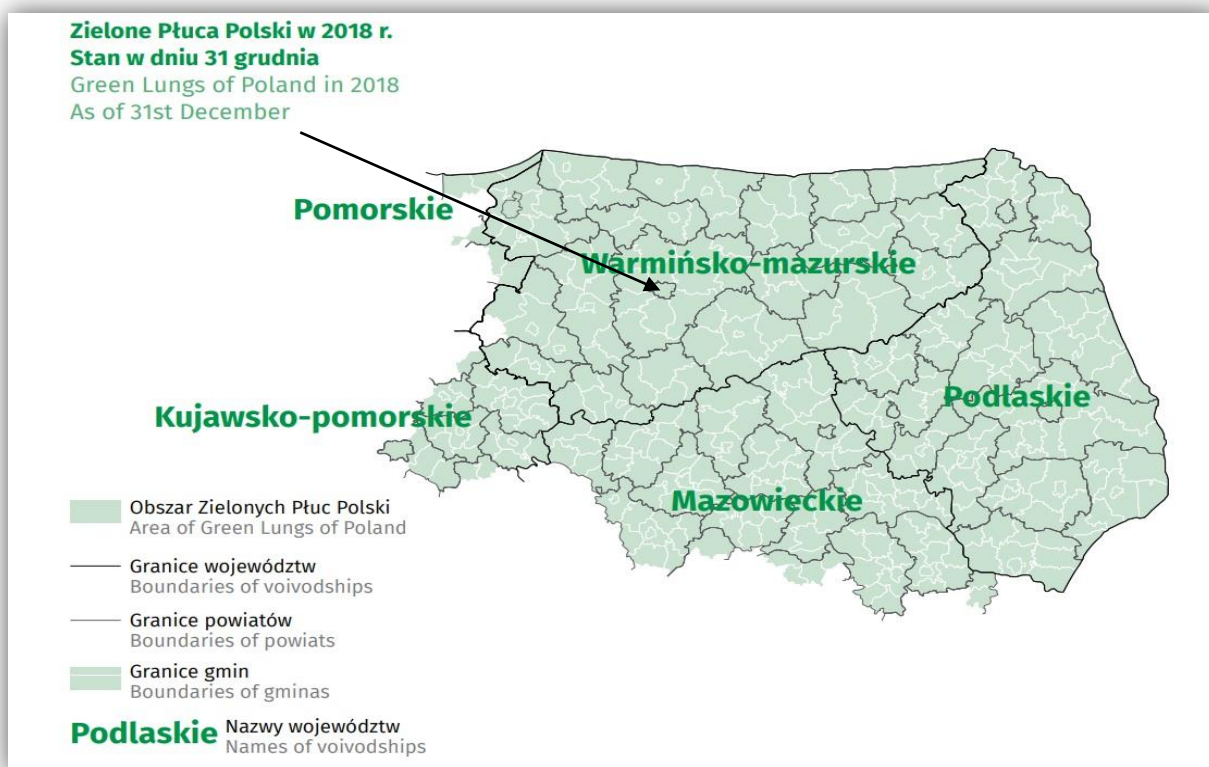 Zielone Płuca Polski w 2018 r.
Stan w dniu 31 grudnia
Green Lungs of Poland in 2018
As of 31st December
Pomorskie
Warmińsko-mazurskie
Podlaskie
Kujawsko-pomorskie
Mazowieckie
Obszar Zielonych Płuc Polski
Area of Green Lungs of Poland
Granice województw
Boundaries of voivodships
Granice powiatów
Boundaries of powiats
Granice gmin
Boundaries of gminas
Podlaskie Nazwy województw
Names of voivodships